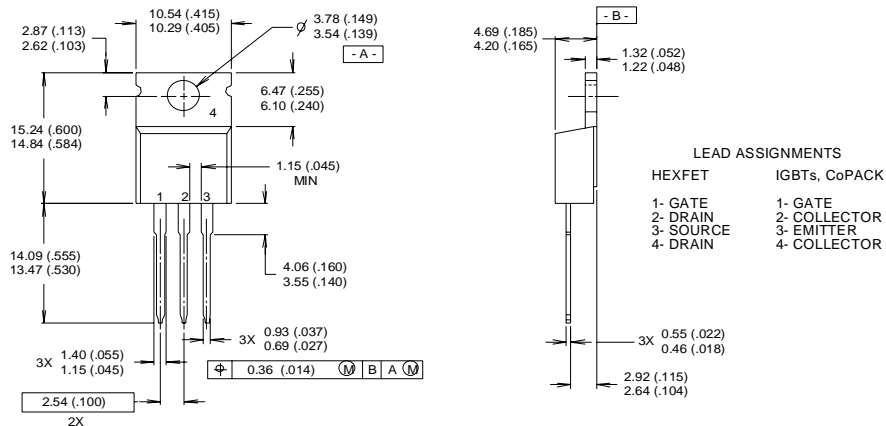 10.54 (.415)
10.29 (.405)
3.78 (.149)
3.54 (.139)
- A -
2.87 (.113)
2.62 (.103)
6.47 (.255)
6.10 (.240)
4
15.24 (.600)
14.84 (.584)
1.15 (.045)
MIN
1 2 3
14.09 (.555)
13.47 (.530)
4.06 (.160)
3.55 (.140)
3X 0.93 (.037)
0.69 (.027)
3X 1.40 (.055)
1.15 (.045)
⌖ 0.36 (.014) Ⓜ B A Ⓜ
2.54 (.100)
2X
- B -
4.69 (.185)
4.20 (.165)
1.32 (.052)
1.22 (.048)
3X 0.55 (.022)
0.46 (.018)
2.92 (.115)
2.64 (.104)
LEAD ASSIGNMENTS
HEXFET
1- GATE
2- DRAIN
3- SOURCE
4- DRAIN
IGBTs, CoPACK
1- GATE
2- COLLECTOR
3- EMITTER
4- COLLECTOR